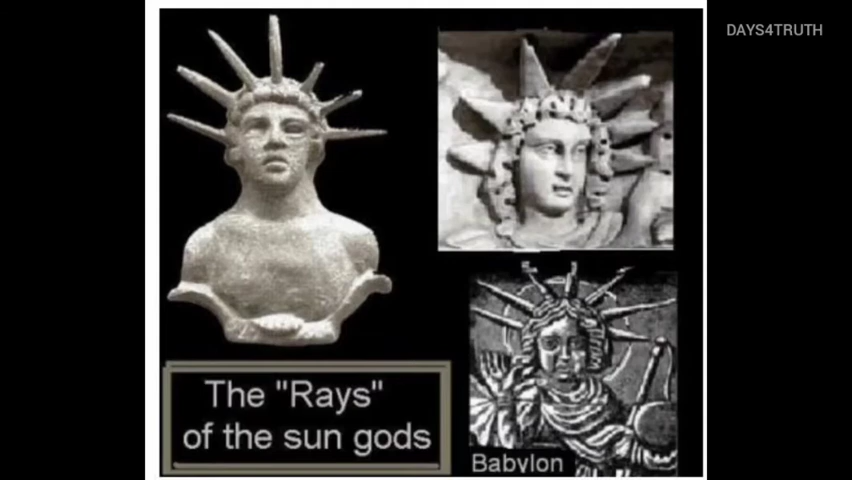 DAYS4TRUTH
The "Rays"
of the sun gods
Babylon